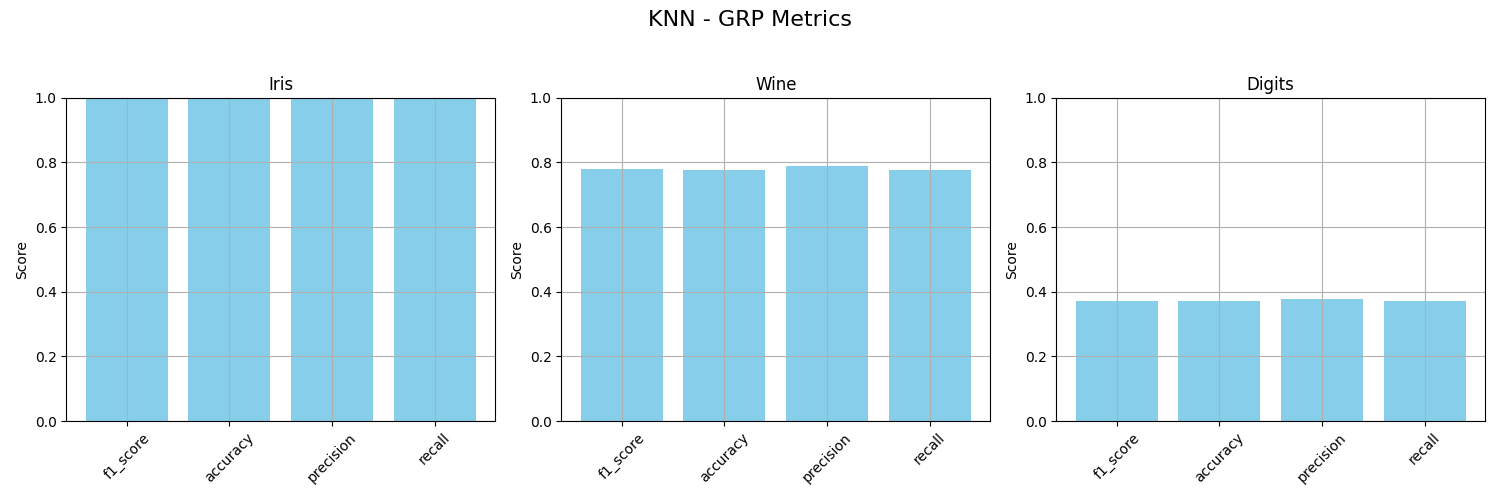 KNN - GRP Metrics
Iris
1.0
0.8
0.6
0.4
0.2
0.0
Score
f1_score
accuracy
precision
recall
Wine
1.0
0.8
0.6
0.4
0.2
0.0
Score
f1_score
accuracy
precision
recall
Digits
1.0
0.8
0.6
0.4
0.2
0.0
Score
f1_score
accuracy
precision
recall